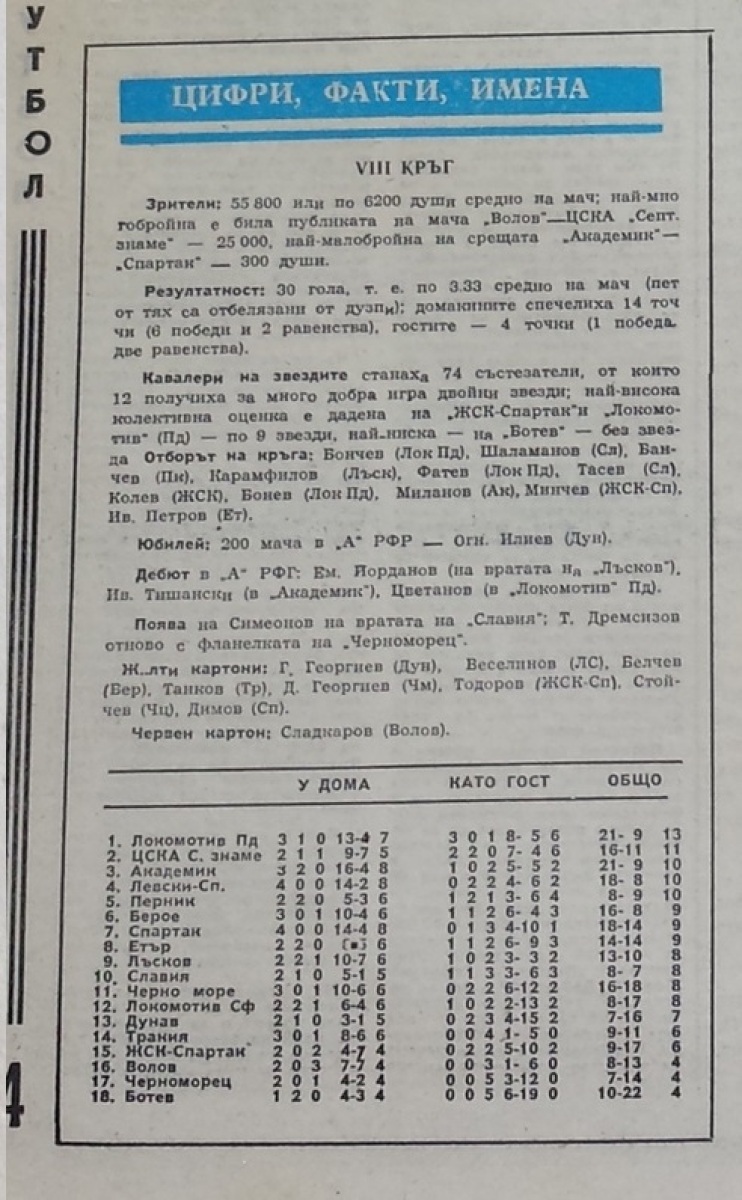 УТБОЛ
ЦИФРИ, ФАКТИ, ИМЕНА
VIII КРЪГ
Зрители: 55 800 или по 6200 души средно на мач; най-мно
гобройна е била публиката на мача „Волов"—ЦСКА „Септ.
знаме" — 25 000, най-малобройна на срещата „Академик"—
„Спартак" — 300 души.
Резултатност: 30 гола, т. е. по 3.33 средно на мач (пет
от тях са отбелязани от дузпи); домакините спечелиха 14 точ
чи (6 победи и 2 равенства), гостите — 4 точки (1 победа,
две равенства).
Кавалери на звездите станаха 74 състезатели, от които
12 получиха за много добра игра двойни звезди; най-висока
колективна оценка е дадена на „ЖСК-Спартак"и „Локомо-
тив" (Пд) — по 9 звезди, най-ниска — на „Ботев" — без звез-
да Отборът на кръга: Бончев (Лок Пд), Шаламанов (Сл), Бан-
чев (Пк), Карамфилов (Лъск), Фатев (Лок Пд), Тасев (Сл),
Колев (ЖСК), Бонев (Лок Пд), Миланов (Ак), Минчев (ЖСК-Сп),
Ив. Петров (Ет).
Юбилей: 200 мача в „А" РФР — Огн. Илиев (Дун).
Дебют в „А" РФГ: Ем. Йорданов (на вратата на „Лъсков"),
Ив. Тишански (в „Академик"), Цветанов (в „Локомотив" Пд).
Поява на Симеонов на вратата на „Славия"; Т. Дремсизов
отново с фланелката на „Черноморец".
Ж..лти картони: Г. Георгиев (Дун), Веселинов (ЛС), Белчев
(Бер), Танков (Тр), Д. Георгиев (Чм), Тодоров (ЖСК-Сп), Стой-
чев (Чц), Димов (Сп).
Червен картон: Сладкаров (Волов).
У ДОМА КАТО ГОСТ ОБЩО
1. Локомотив Пд 3 1 0 13-4 7 3 0 1 8- 5 6 21- 9 13
2. ЦСКА С. знаме 2 1 1 9-7 5 2 2 0 7- 4 6 16-11 11
3. Академик 3 2 0 16-4 8 1 0 2 5- 5 2 21- 9 10
4. Левски-Сп. 4 0 0 14-2 8 0 2 2 4- 6 2 18- 8 10
5. Перник 2 2 0 5-3 6 1 2 1 3- 6 4 8- 9 10
6. Берое 3 0 1 10-4 6 1 1 2 6- 4 3 16- 8 9
7. Спартак 4 0 0 14-4 8 0 1 3 4-10 1 18-14 9
8. Етър 2 2 0 6 1 1 2 6- 9 3 14-14 9
9. Лъсков 2 2 1 10-7 6 1 0 2 3- 3 2 13-10 8
10. Славия 2 1 0 5-1 5 1 1 3 3- 6 3 8- 7 8
11. Черно море 3 0 1 10-6 6 0 2 2 6-12 2 16-18 8
12. Локомотив Сф 2 2 1 6-4 6 1 0 2 2-13 2 8-17 8
13. Дунав 2 1 0 3-1 5 0 2 3 4-15 2 7-16 7
14. Тракия 3 0 1 8-6 6 0 0 4 1- 5 0 9-11 6
15. ЖСК-Спартак 2 0 2 4-7 4 0 2 2 5-10 2 9-17 6
16. Волов 2 0 3 7-7 4 0 0 3 1- 6 0 8-13 4
17. Черноморец 2 0 1 4-2 4 0 0 5 3-12 0 7-14 4
18. Ботев 1 2 0 4-3 4 0 0 5 6-19 0 10-22 4